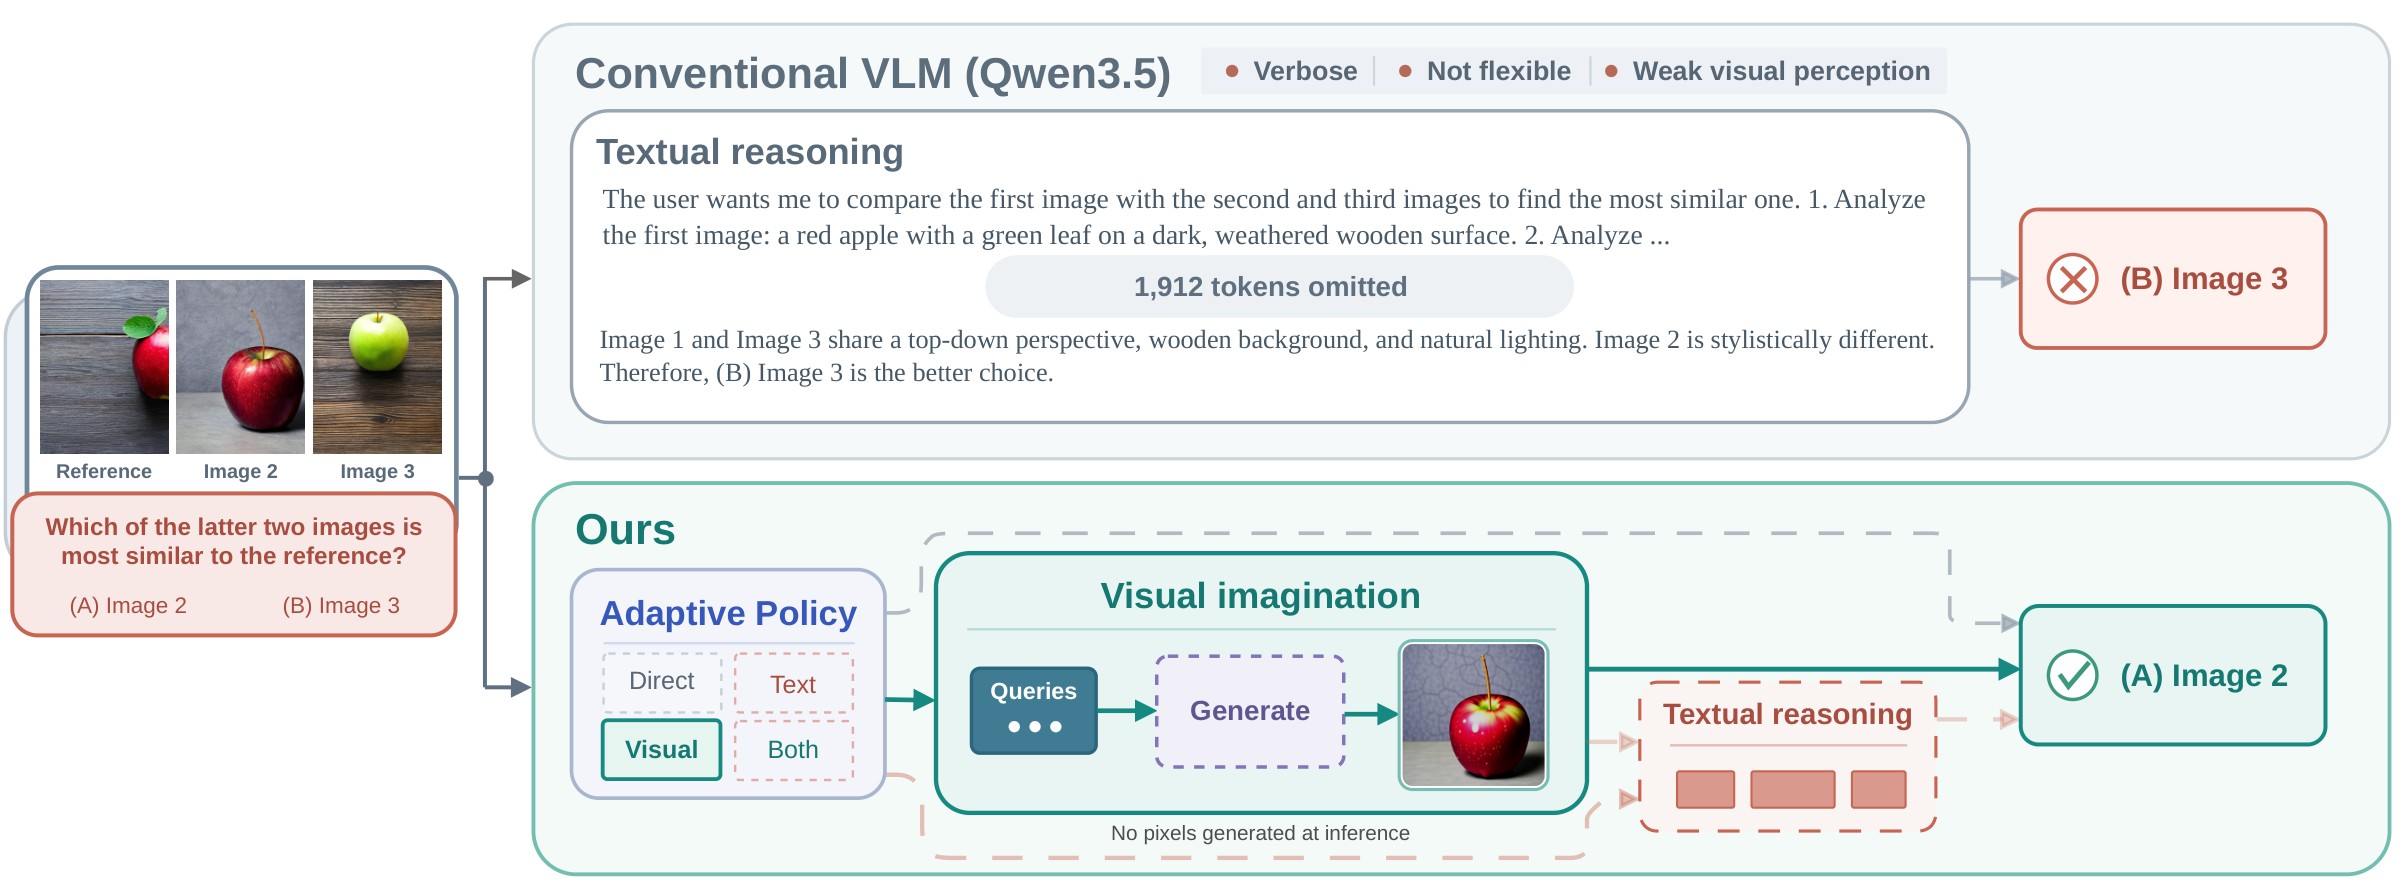 Reference
Image 2
Image 3
Which of the latter two images is
most similar to the reference?
(A) Image 2
(B) Image 3
Conventional VLM (Qwen3.5)
Verbose
Not flexible
Weak visual perception
Textual reasoning
The user wants me to compare the first image with the second and third images to find the most similar one. 1. Analyze
the first image: a red apple with a green leaf on a dark, weathered wooden surface. 2. Analyze ...
1,912 tokens omitted
Image 1 and Image 3 share a top-down perspective, wooden background, and natural lighting. Image 2 is stylistically different.
Therefore, (B) Image 3 is the better choice.
(B) Image 3
Ours
Adaptive Policy
Direct
Text
Visual
Both
Visual imagination
Queries
Generate
No pixels generated at inference
Textual reasoning
(A) Image 2